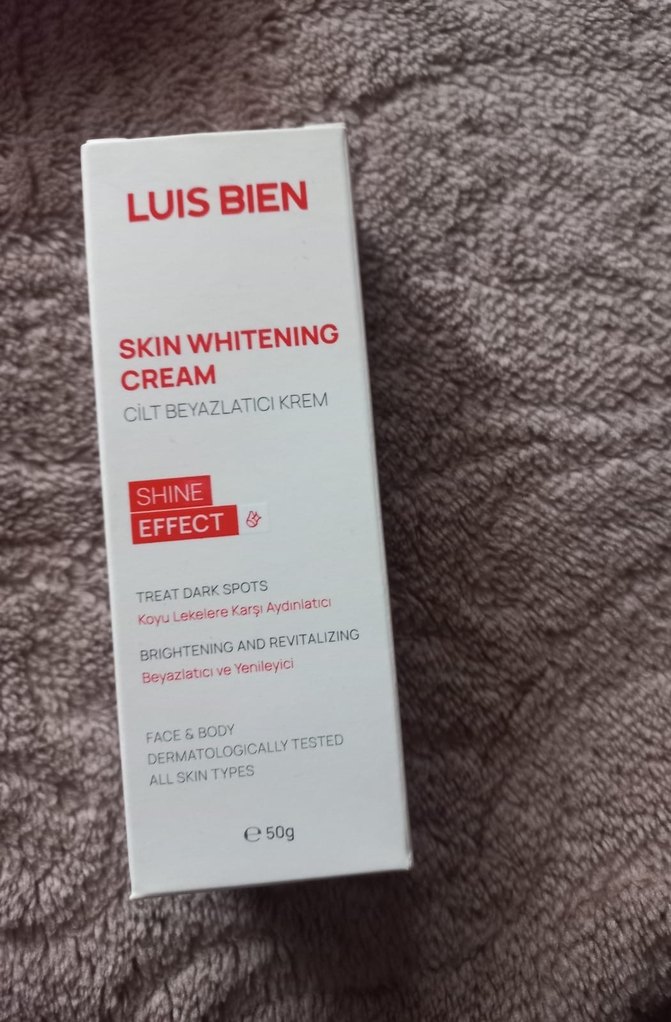 LUIS BIEN
SKIN WHITENING
CREAM
CİLT BEYAZLATICI KREM
SHINE
EFFECT
TREAT DARK SPOTS
Koyu Lekelere Karşı Aydınlatıcı
BRIGHTENING AND REVITALIZING
Beyazlatıcı ve Yenileyici
FACE & BODY
DERMATOLOGICALLY TESTED
ALL SKIN TYPES
℮ 50g